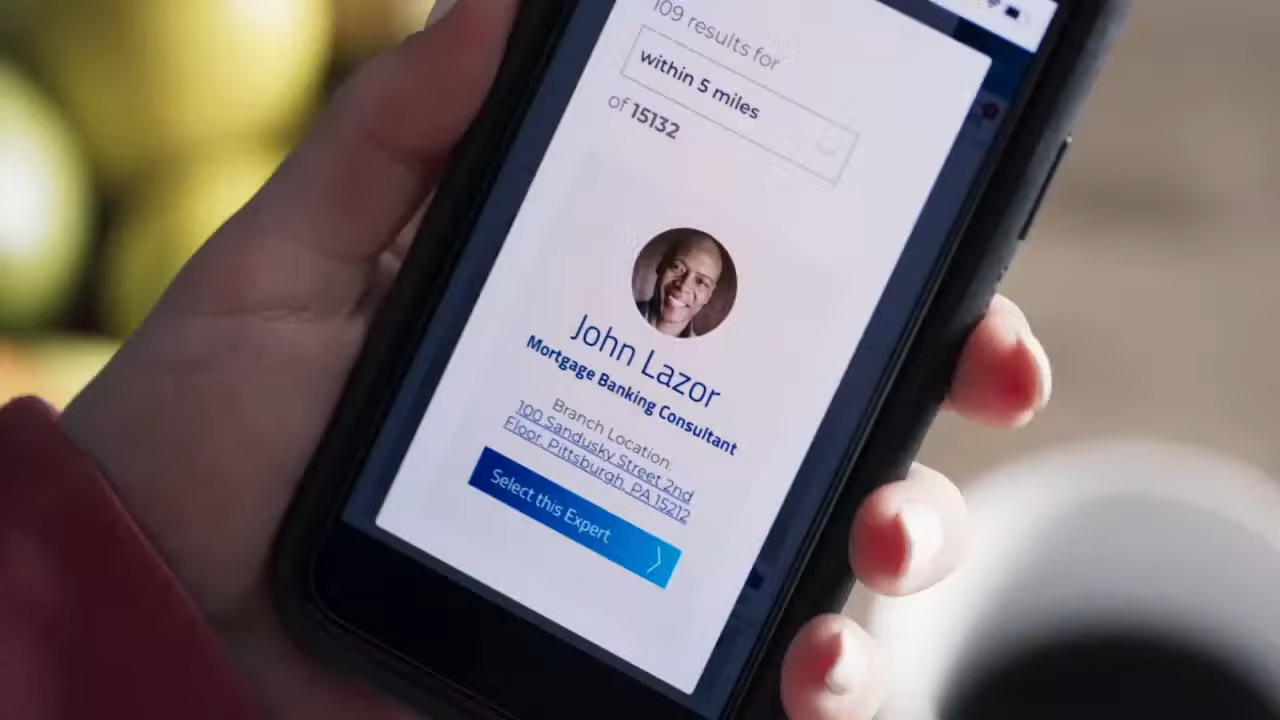 109 results for
within 5 miles
of 15132
John Lazor
Mortgage Banking Consultant
Branch Location:
100 Sandusky Street 2nd
Floor, Pittsburgh, PA 15212
Select this Expert